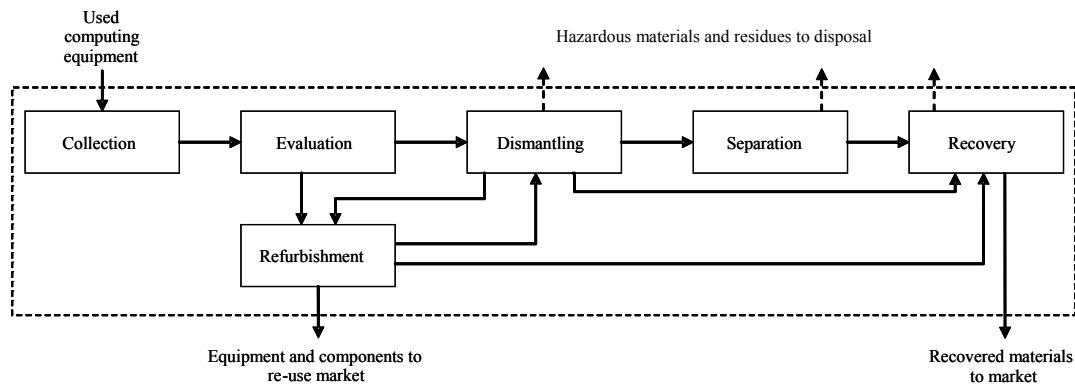 Used
computing
equipment
Hazardous materials and residues to disposal
Collection
Evaluation
Dismantling
Separation
Recovery
Refurbishment
Equipment and components to
re-use market
Recovered materials
to market